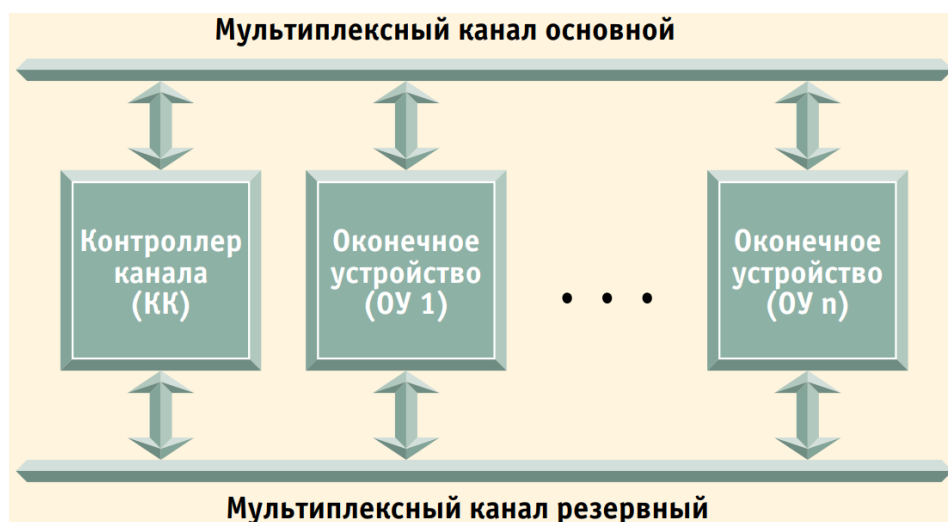 Мультиплексный канал основной
Контроллер
канала
(КК)
Оконечное
устройство
(ОУ 1)
. . .
Оконечное
устройство
(ОУ n)
Мультиплексный канал резервный